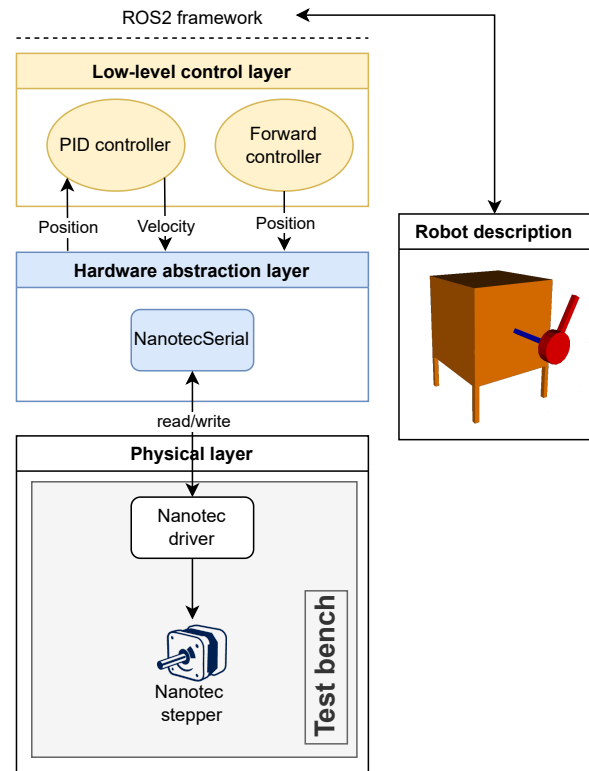 ROS2 framework
Low-level control layer
PID controller
Forward
controller
Position
Velocity
Position
Hardware abstraction layer
NanotecSerial
read/write
Physical layer
Nanotec
driver
Nanotec
stepper
Test bench
Robot description